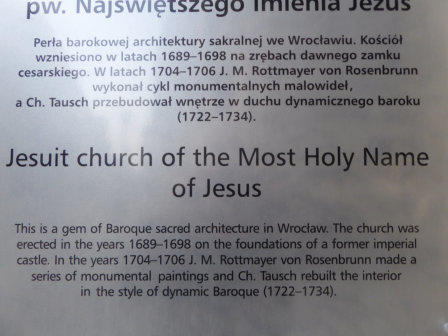 pw. Najświętszego Imienia Jezus
Perła barokowej architektury sakralnej we Wrocławiu. Kościół
wzniesiono w latach 1689–1698 na zrębach dawnego zamku
cesarskiego. W latach 1704–1706 J. M. Rottmayer von Rosenbrunn
wykonał cykl monumentalnych malowideł,
a Ch. Tausch przebudował wnętrze w duchu dynamicznego baroku
(1722–1734).
Jesuit church of the Most Holy Name
of Jesus
This is a gem of Baroque sacred architecture in Wrocław. The church was
erected in the years 1689–1698 on the foundations of a former imperial
castle. In the years 1704–1706 J. M. Rottmayer von Rosenbrunn made a
series of monumental paintings and Ch. Tausch rebuilt the interior
in the style of dynamic Baroque (1722–1734).